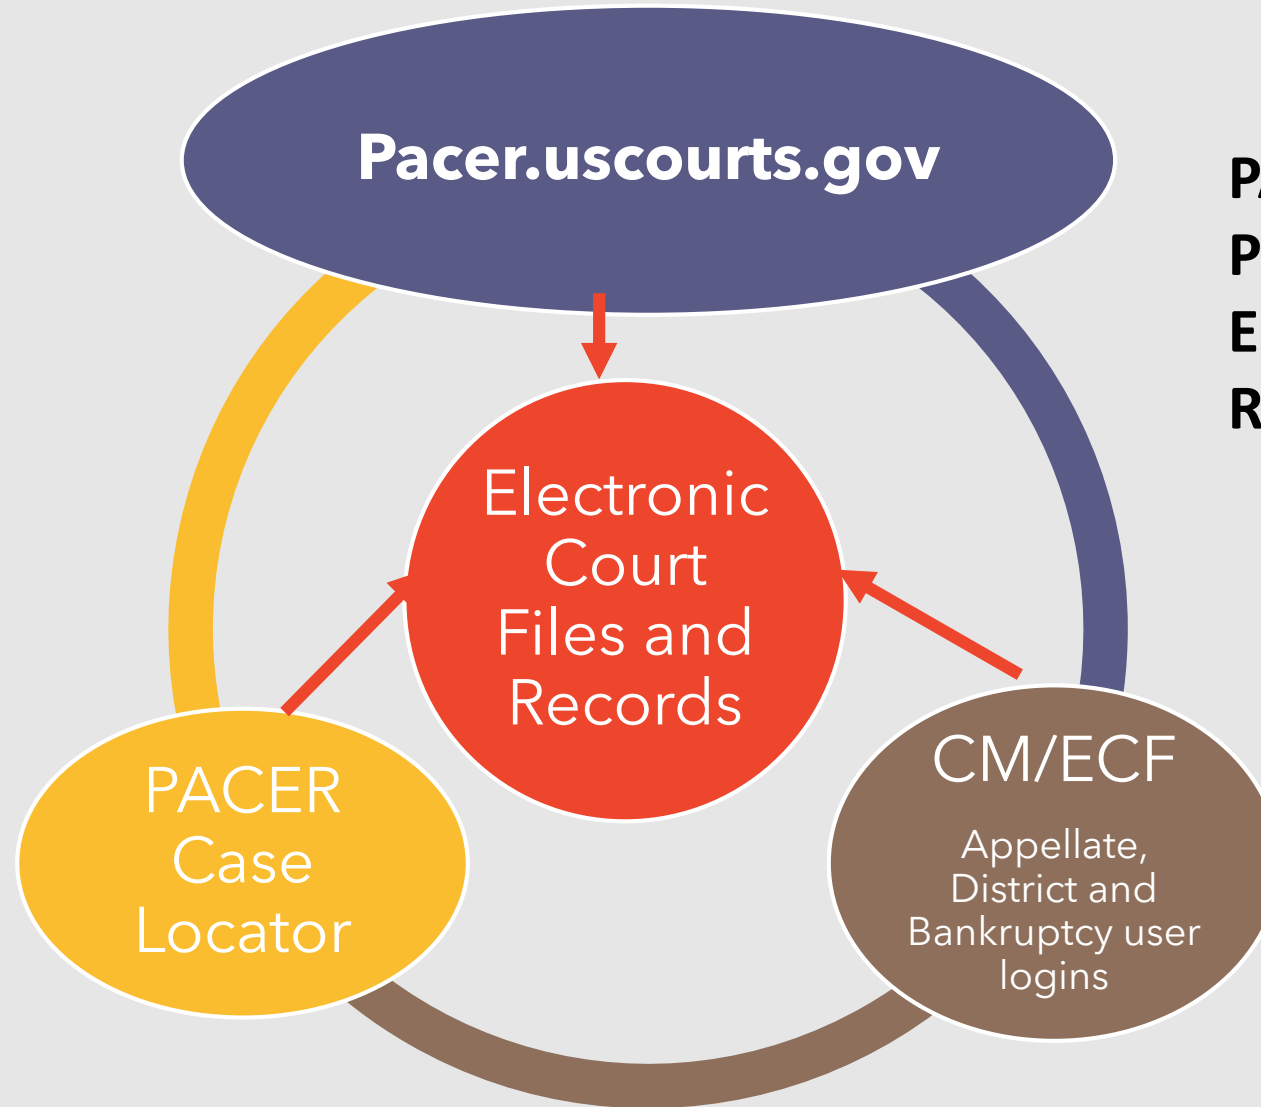 Pacer.uscourts.gov
Electronic
Court
Files and
Records
PACER
Case
Locator
CM/ECF
Appellate,
District and
Bankruptcy user
logins
P
E
R